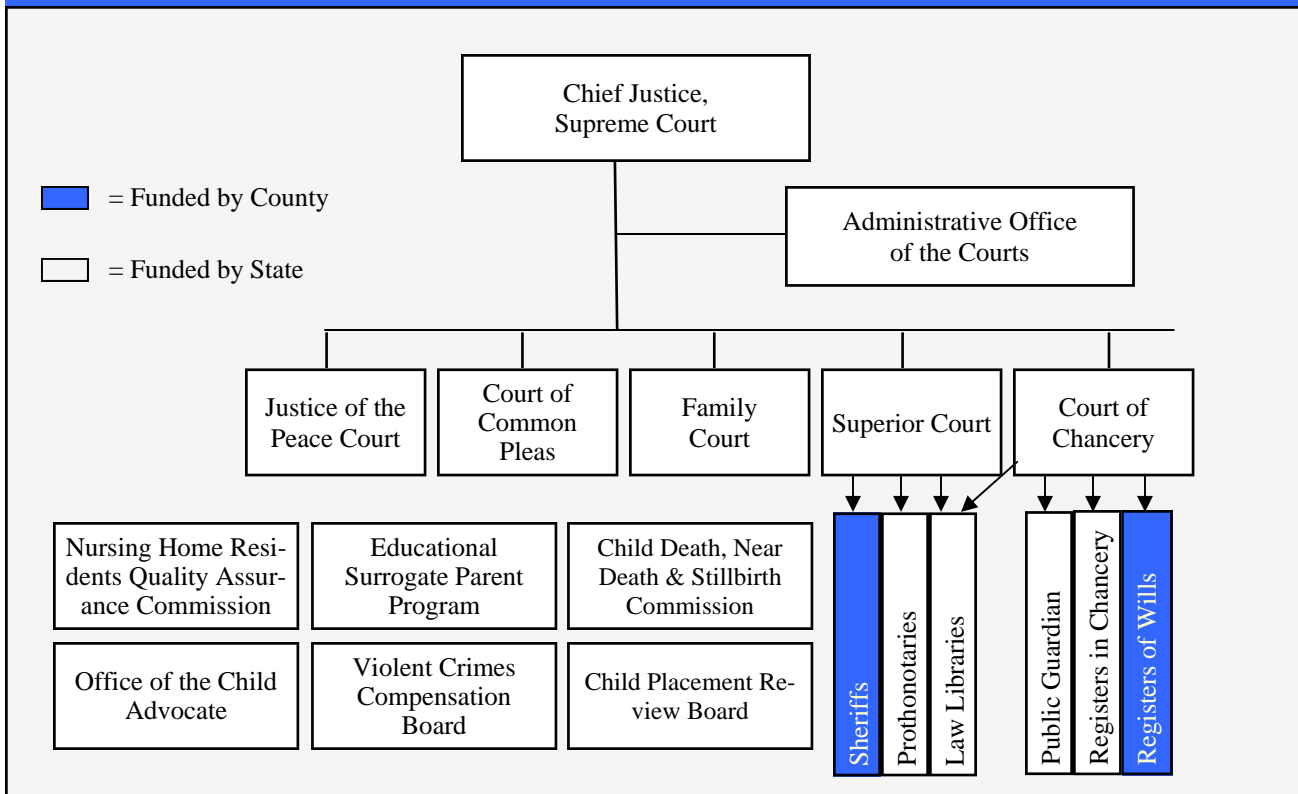 Chief Justice,
Supreme Court
= Funded by County
Administrative Office
of the Courts
= Funded by State
Justice of the
Peace Court
Court of
Common
Pleas
Family
Court
Superior Court
Court of
Chancery
Nursing Home Resi-
dents Quality Assur-
ance Commission
Educational
Surrogate Parent
Program
Child Death, Near
Death & Stillbirth
Commission
Office of the Child
Advocate
Violent Crimes
Compensation
Board
Child Placement Re-
view Board
Sheriffs
Prothonotaries
Law Libraries
Public Guardian
Registers in Chancery
Registers of Wills